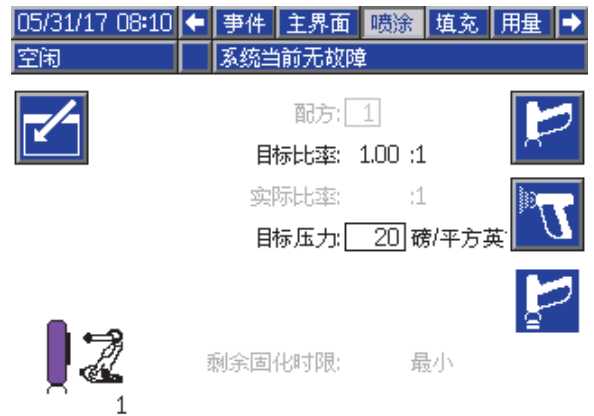 05/31/17 08:10 事件 主界面 喷涂 填充 用量
空闲 系统当前无故障
配方: 1
目标比率: 1.00 :1
实际比率: :1
目标压力: 20 磅/平方英
剩余固化时限: 最小
1